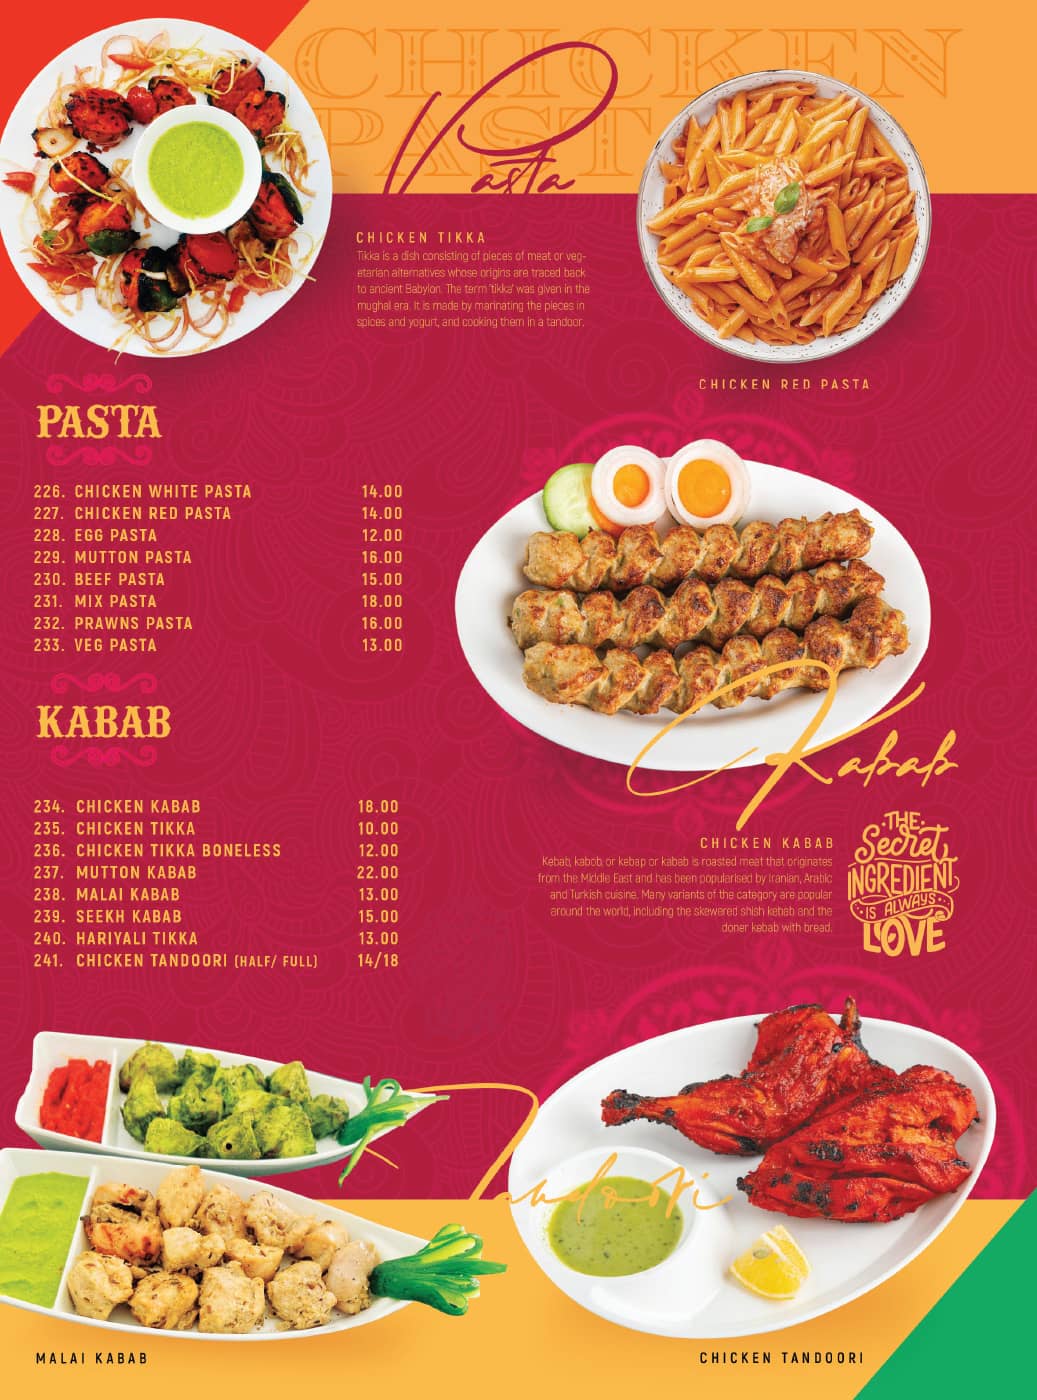 CHICKEN
PASTA
Pasta
CHICKEN TIKKA
Tikka is a dish consisting of pieces of meat or veg-
etarian alternatives whose origins are traced back
to ancient Babylon. The term 'tikka' was given in the
mughal era. It is made by marinating the pieces in
spices and yogurt, and cooking them in a tandoor.
CHICKEN RED PASTA
PASTA
226. CHICKEN WHITE PASTA 14.00
227. CHICKEN RED PASTA 14.00
228. EGG PASTA 12.00
229. MUTTON PASTA 16.00
230. BEEF PASTA 15.00
231. MIX PASTA 18.00
232. PRAWNS PASTA 16.00
233. VEG PASTA 13.00
KABAB
234. CHICKEN KABAB 18.00
235. CHICKEN TIKKA 10.00
236. CHICKEN TIKKA BONELESS 12.00
237. MUTTON KABAB 22.00
238. MALAI KABAB 13.00
239. SEEKH KABAB 15.00
240. HARIYALI TIKKA 13.00
241. CHICKEN TANDOORI (HALF/ FULL) 14/18
Kabab
CHICKEN KABAB
Kebab, kabob, or kebap or kabab is roasted meat that originates
from the Middle East and has been popularised by Iranian, Arabic
and Turkish cuisine. Many variants of the category are popular
around the world, including the skewered shish kebab and the
doner kebab with bread.
THE
Secret
INGREDIENT
IS ALWAYS
LOVE
Tandoori
MALAI KABAB
CHICKEN TANDOORI